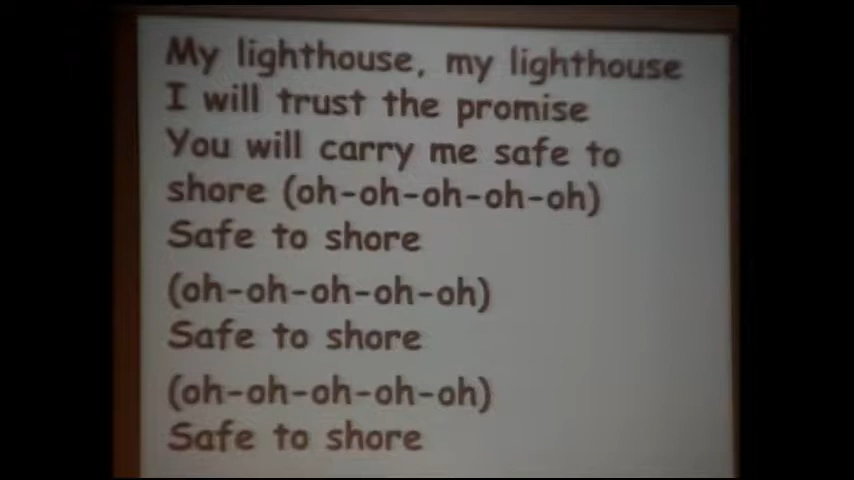 My lighthouse, my lighthouse
I will trust the promise
You will carry me safe to
shore (oh-oh-oh-oh-oh)
Safe to shore
(oh-oh-oh-oh-oh)
Safe to shore
(oh-oh-oh-oh-oh)
Safe to shore